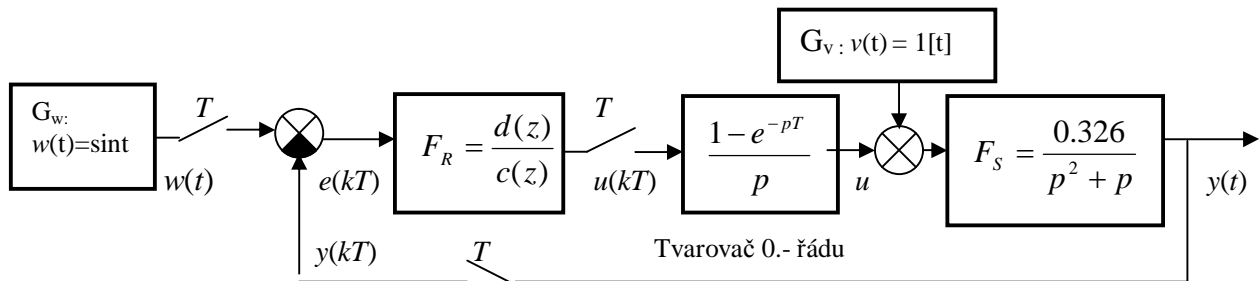 G_v : v(t) = 1[t]
G_w:
w(t)=sint
T
w(t)
e(kT)
F_R = d(z)/c(z)
T
u(kT)
1 − e^{−pT}/p
u
F_S = 0.326/p^2 + p
y(t)
y(kT)
T
Tvarovač 0.- řádu